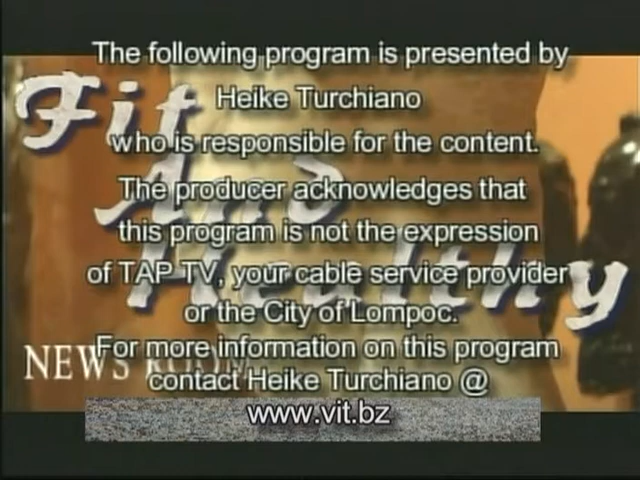 The following program is presented by
Heike Turchiano
who is responsible for the content.
The producer acknowledges that
this program is not the expression
of TAP TV, your cable service provider
or the City of Lompoc.
For more information on this program
contact Heike Turchiano @
www.vit.bz
Fit
And
Healthy
NEWS ROOM